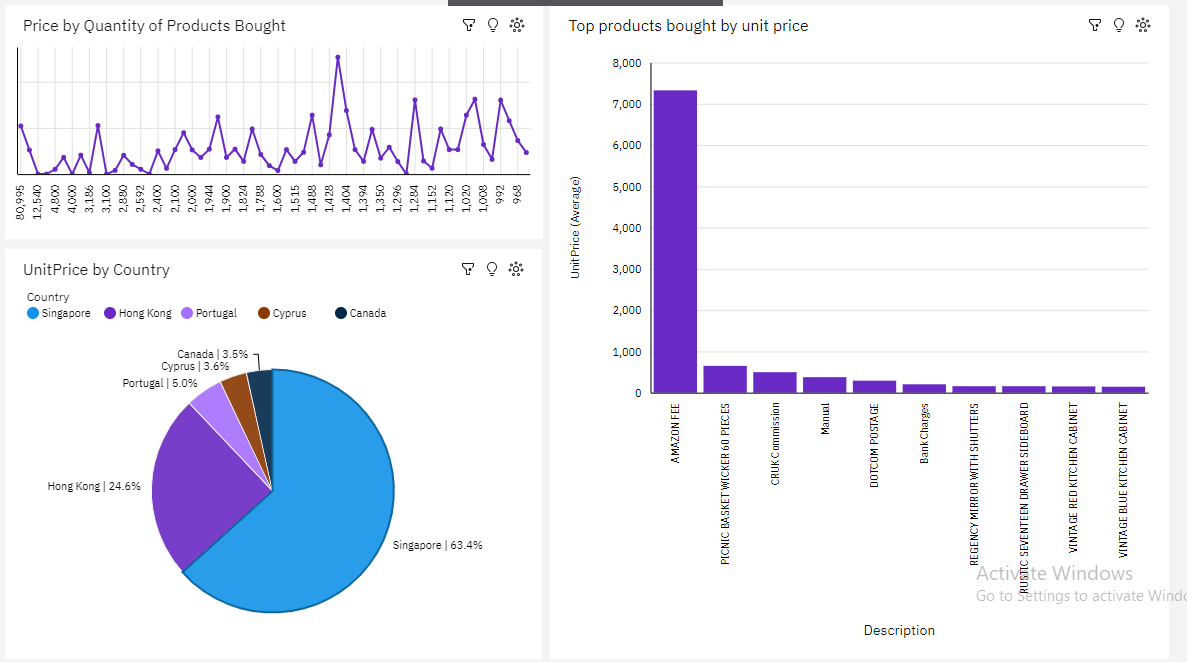 Price by Quantity of Products Bought
80,995
12,540
4,800
4,000
3,186
3,100
2,880
2,592
2,400
2,100
2,000
1,944
1,900
1,824
1,788
1,600
1,515
1,488
1,428
1,404
1,394
1,350
1,296
1,284
1,152
1,120
1,020
1,008
992
968
UnitPrice by Country
Country
Singapore
Hong Kong
Portugal
Cyprus
Canada
Canada | 3.5%
Cyprus | 3.6%
Portugal | 5.0%
Hong Kong | 24.6%
Singapore | 63.4%
Top products bought by unit price
UnitPrice (Average)
8,000
7,000
6,000
5,000
4,000
3,000
2,000
1,000
0
AMAZON FEE
PICNIC BASKET WICKER 60 PIECES
CRUK Commission
Manual
DOTCOM POSTAGE
Bank Charges
REGENCY MIRROR WITH SHUTTERS
RUSTIC SEVENTEEN DRAWER SIDEBOARD
VINTAGE RED KITCHEN CABINET
VINTAGE BLUE KITCHEN CABINET
Description
Activate Windows
Go to Settings to activate Windo